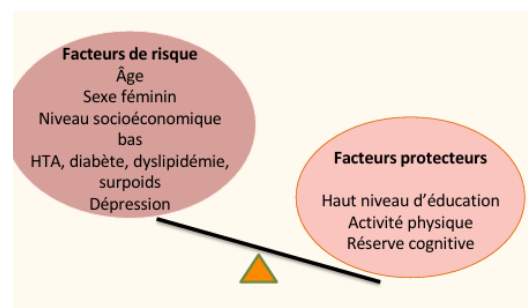 Facteurs de risque
Âge
Sexe féminin
Niveau socioéconomique
bas
HTA, diabète, dyslipidémie,
surpoids
Dépression
Facteurs protecteurs
Haut niveau d'éducation
Activité physique
Réserve cognitive